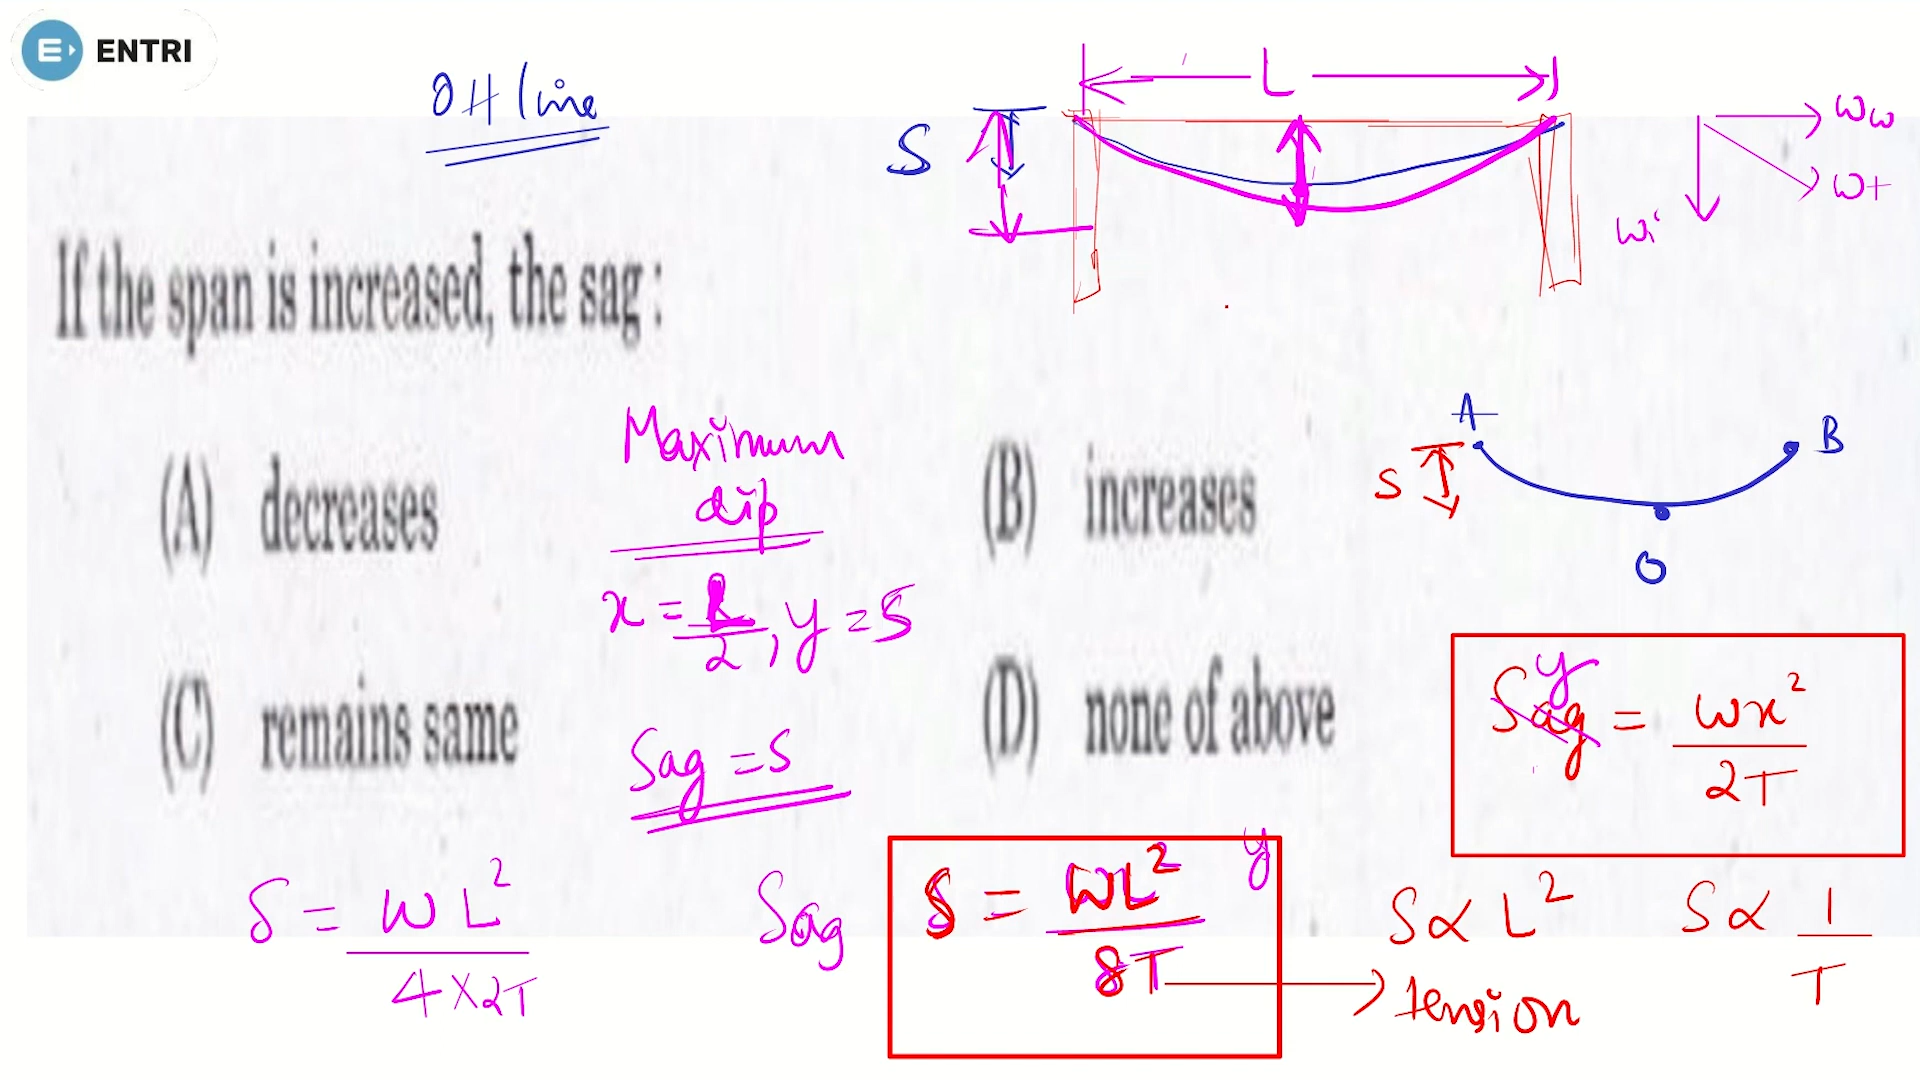 ENTRI
OH line
L
S
Ww
Wt
Wi
If the span is increased, the sag :
(A) decreases
(B) increases
(C) remains same
(D) none of above
Maximum
dip
x = L/2, y = S
Sag = S
A
B
S
O
y
Sag = wx²/2T
S = WL²/4×2T
Sag
S = WL²/8T
y
tension
S ∝ L²
S ∝ 1/T